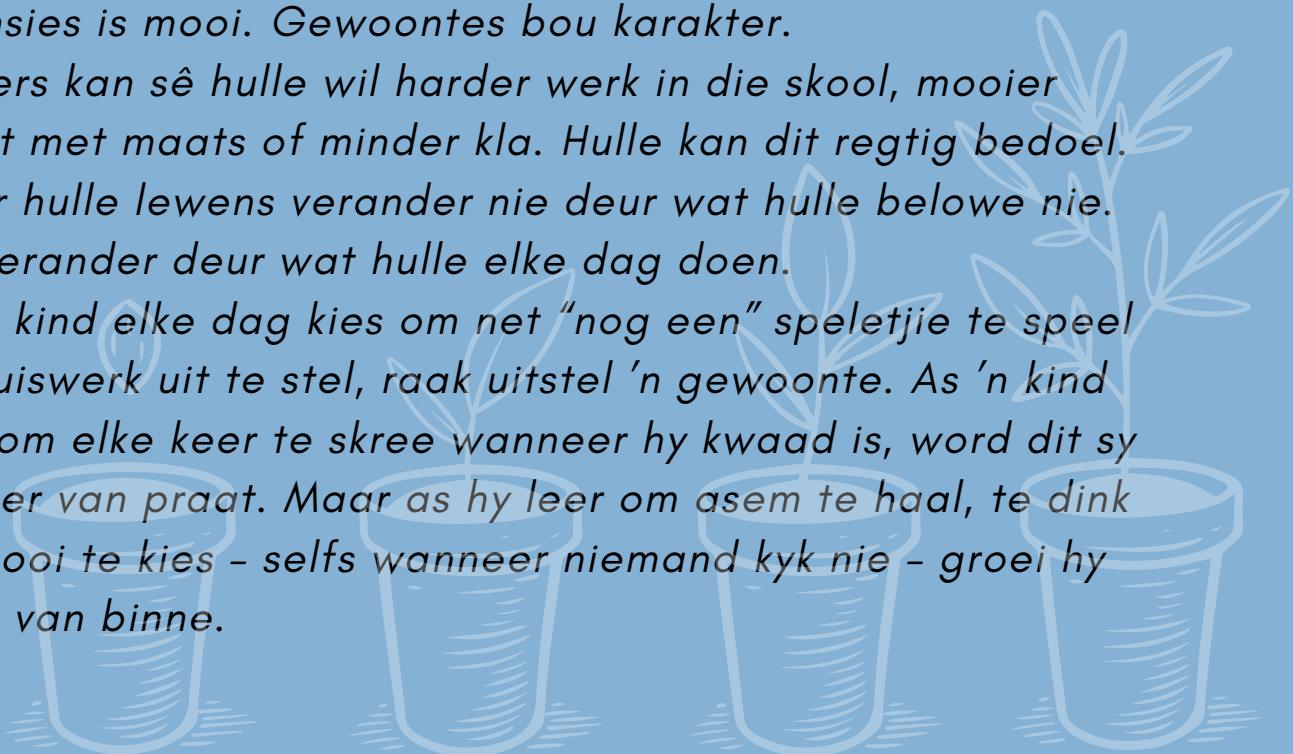 sies is mooi. Gewoontes bou karakter.
ers kan sê hulle wil harder werk in die skool, mooier
t met maats of minder kla. Hulle kan dit regtig bedoel.
r hulle lewens verander nie deur wat hulle belowe nie.
erander deur wat hulle elke dag doen.
kind elke dag kies om net “nog een” speletjie te speel
uiswerk uit te stel, raak uitstel ’n gewoonte. As ’n kind
om elke keer te skree wanneer hy kwaad is, word dit sy
er van praat. Maar as hy leer om asem te haal, te dink
ooi te kies – selfs wanneer niemand kyk nie – groei hy
van binne.